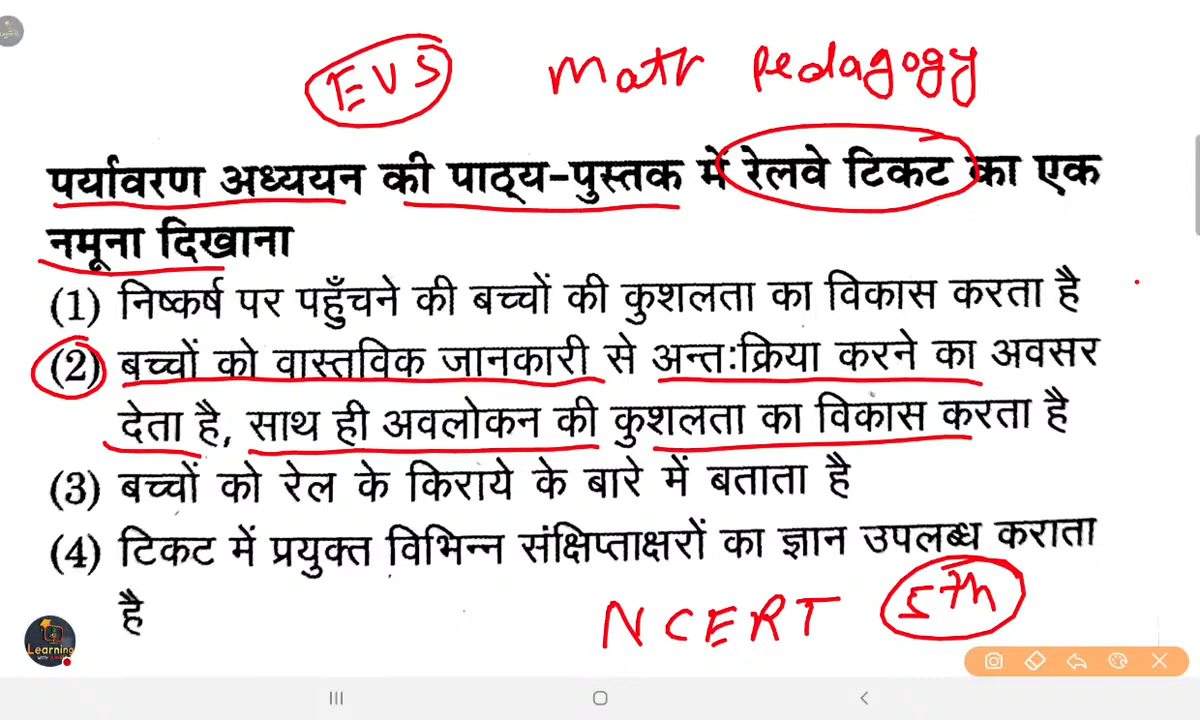 EVS Math Pedagogy
पर्यावरण अध्ययन की पाठ्य-पुस्तक में रेलवे टिकट का एक
नमूना दिखाना
(1) निष्कर्ष पर पहुँचने की बच्चों की कुशलता का विकास करता है
(2) बच्चों को वास्तविक जानकारी से अन्तःक्रिया करने का अवसर
देता है, साथ ही अवलोकन की कुशलता का विकास करता है
(3) बच्चों को रेल के किराये के बारे में बताता है
(4) टिकट में प्रयुक्त विभिन्न संक्षिप्ताक्षरों का ज्ञान उपलब्ध कराता
है
NCERT 5th
Learning